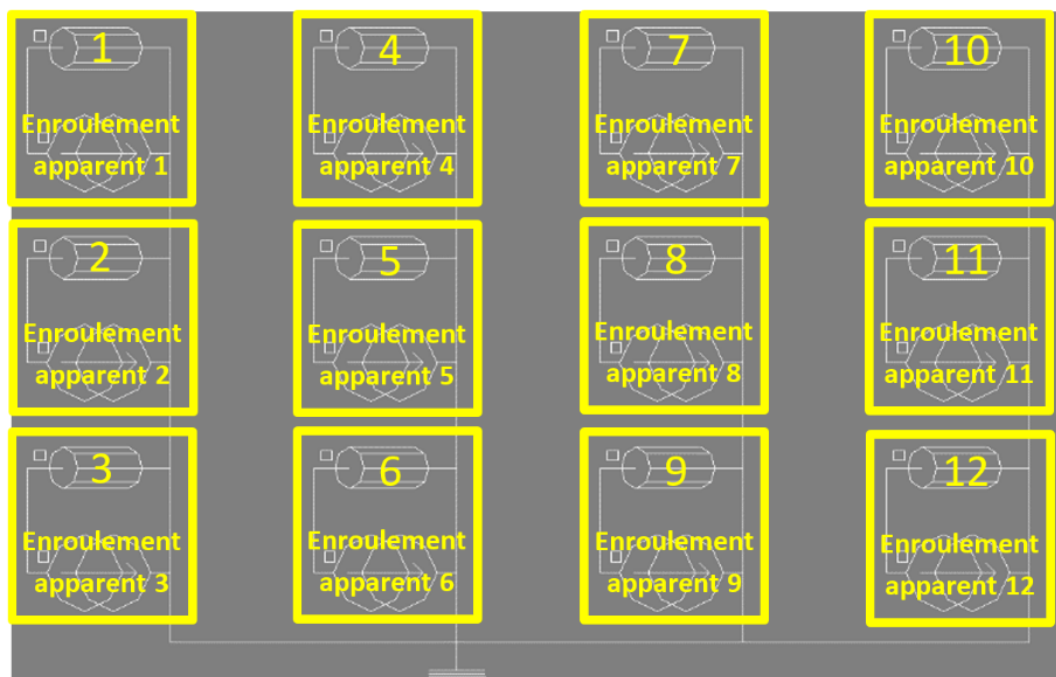 1
Enroulement
apparent 1
4
Enroulement
apparent 4
7
Enroulement
apparent 7
10
Enroulement
apparent 10
2
Enroulement
apparent 2
5
Enroulement
apparent 5
8
Enroulement
apparent 8
11
Enroulement
apparent 11
3
Enroulement
apparent 3
6
Enroulement
apparent 6
9
Enroulement
apparent 9
12
Enroulement
apparent 12